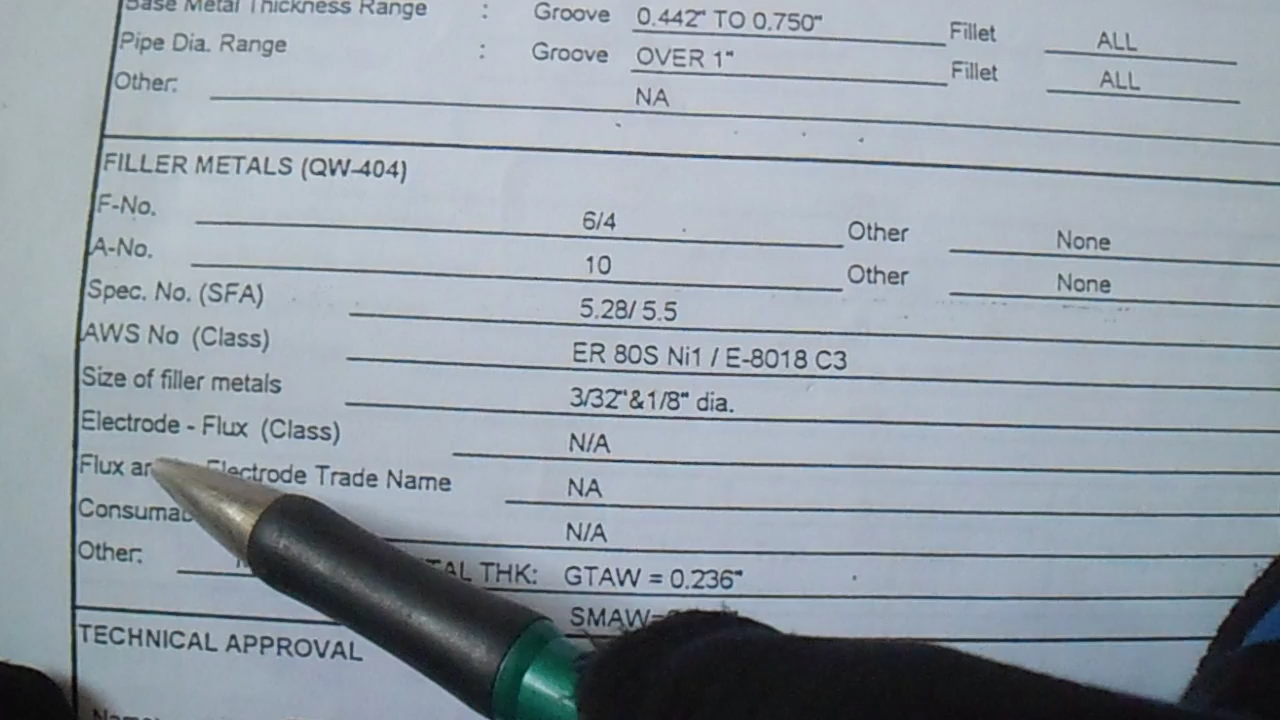 Base Metal Thickness Range : Groove 0.442" TO 0.750" Fillet ALL
Pipe Dia. Range : Groove OVER 1" Fillet ALL
Other: NA
FILLER METALS (QW-404)
F-No. 6/4 Other None
A-No. 10 Other None
Spec. No. (SFA) 5.28/ 5.5
AWS No (Class) ER 80S Ni1 / E-8018 C3
Size of filler metals 3/32"&1/8" dia.
Electrode - Flux (Class) N/A
Flux Electrode Trade Name NA
N/A
Other: THK: GTAW = 0.236"
SMAW=
TECHNICAL APPROVAL